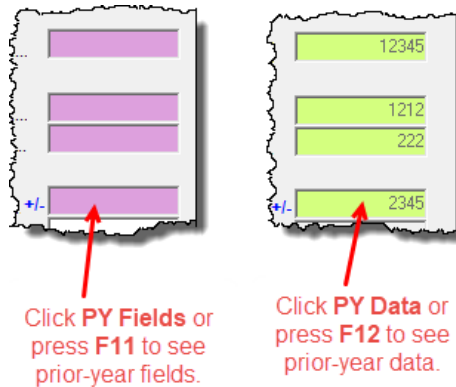 ...
12345
...
1212
...
222
+/-
+/-
2345
Click PY Fields or
press F11 to see
prior-year fields.
Click PY Data or
press F12 to see
prior-year data.